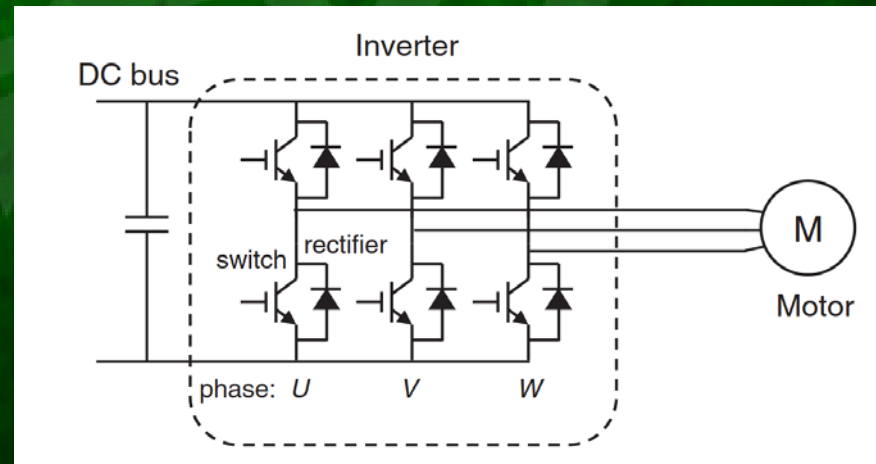 Inverter
DC bus
switch
rectifier
M
Motor
phase: U V W